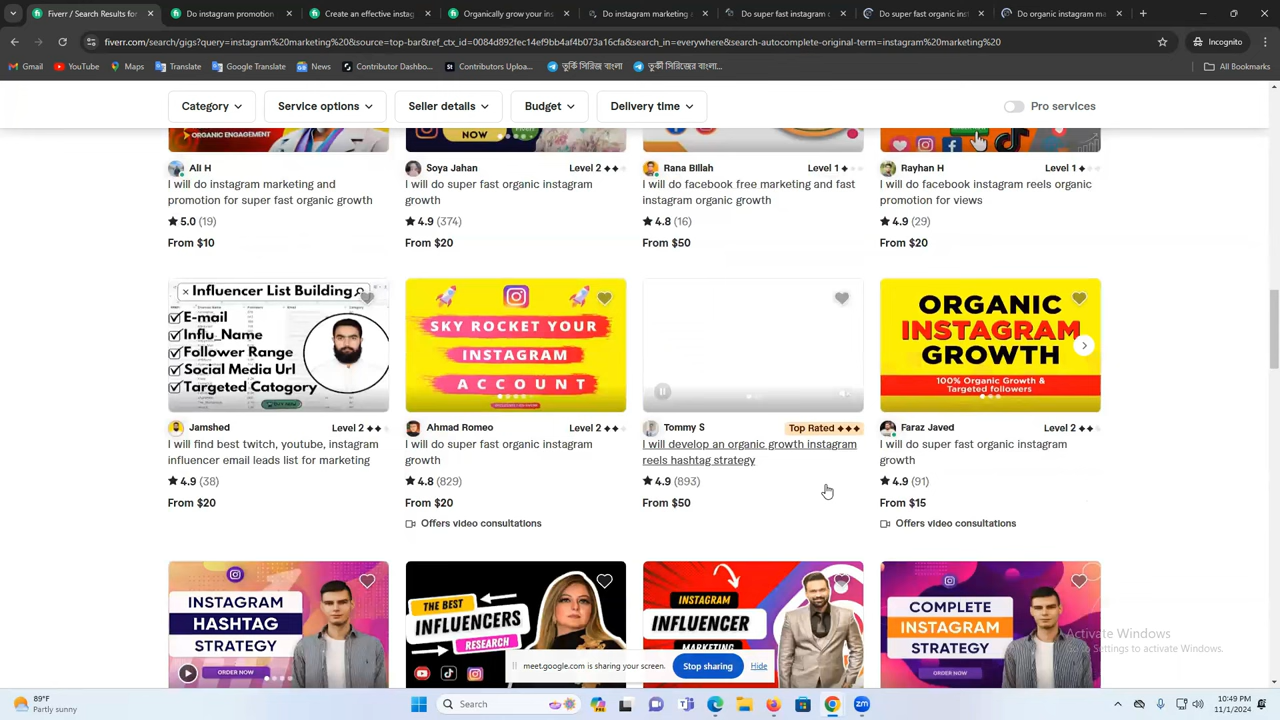 Fiverr / Search Results for
Do instagram promotion
Create an effective instag
Organically grow your ins
Do instagram marketing
Do super fast organic
Do super fast organic inst
Do organic instagram ma
fiverr.com/search/gigs?query=instagram%20marketing%20&source=top-bar&ref_ctx_id=0084d892fec14ef9bb4af4b073a16cfa&search_in=everywhere&search-autocomplete-original-term=instagram%20marketing%20
Incognito
Gmail
YouTube
Maps
Translate
Google Translate
News
Contributor Dashbo...
Contributors Uploa...
তুর্কি সিরিজ বাংলা
তুর্কী সিরিজের বাংলা...
All Bookmarks
Category
Service options
Seller details
Budget
Delivery time
Pro services
ORGANIC ENGAGEMENT
NOW
Ali H
I will do instagram marketing and
promotion for super fast organic growth
5.0 (19)
From $10
Soya Jahan Level 2
I will do super fast organic instagram
growth
4.9 (374)
From $20
Rana Billah Level 1
I will do facebook free marketing and fast
instagram organic growth
4.8 (16)
From $50
Rayhan H Level 1
I will do facebook instagram reels organic
promotion for views
4.9 (29)
From $20
Influencer List Building
E-mail
Influ_Name
Follower Range
Social Media Url
Targeted Catogory
Jamshed Level 2
I will find best twitch, youtube, instagram
influencer email leads list for marketing
4.9 (38)
From $20
SKY ROCKET YOUR
INSTAGRAM
ACCOUNT
Ahmad Romeo Level 2
I will do super fast organic instagram
growth
4.8 (829)
From $20
Offers video consultations
Tommy S Top Rated
I will develop an organic growth instagram
reels hashtag strategy
4.9 (893)
From $50
ORGANIC
INSTAGRAM
GROWTH
100% Organic Growth &
Targeted followers
Faraz Javed Level 2
I will do super fast organic instagram
growth
4.9 (91)
From $15
Offers video consultations
INSTAGRAM
HASHTAG
STRATEGY
ORDER NOW
THE BEST
INFLUENCERS
RESEARCH
INSTAGRAM
INFLUENCER
MARKETING
COMPLETE
INSTAGRAM
STRATEGY
ORDER NOW
Activate Windows
Go to Settings to activate Windows.
meet.google.com is sharing your screen.
Stop sharing
Hide
89°F
Partly sunny
Search
10:49 PM
11/1/2024